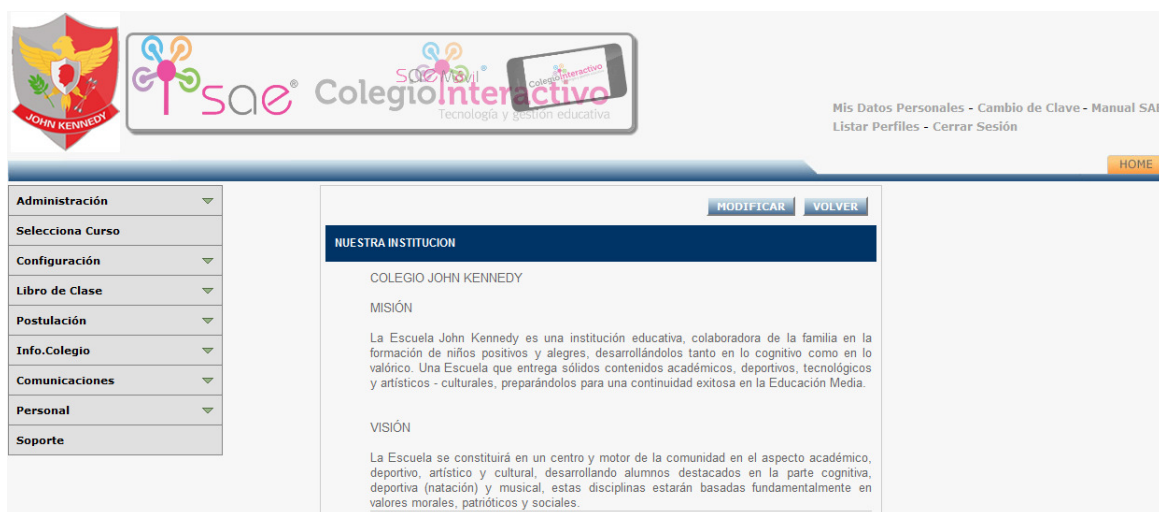 JOHN KENNEDY
sae®
ColegioInteractivo
Tecnología y gestión educativa
sae Móvil®
Colegiointeractivo
Mis Datos Personales - Cambio de Clave - Manual SAE
Listar Perfiles - Cerrar Sesión
HOME
Administración
Selecciona Curso
Configuración
Libro de Clase
Postulación
Info.Colegio
Comunicaciones
Personal
Soporte
MODIFICAR VOLVER
NUESTRA INSTITUCION
COLEGIO JOHN KENNEDY
MISIÓN
La Escuela John Kennedy es una institución educativa, colaboradora de la familia en la
formación de niños positivos y alegres, desarrollándolos tanto en lo cognitivo como en lo
valórico. Una Escuela que entrega sólidos contenidos académicos, deportivos, tecnológicos
y artísticos - culturales, preparándolos para una continuidad exitosa en la Educación Media.
VISIÓN
La Escuela se constituirá en un centro y motor de la comunidad en el aspecto académico,
deportivo, artístico y cultural, desarrollando alumnos destacados en la parte cognitiva,
deportiva (natación) y musical, estas disciplinas estarán basadas fundamentalmente en
valores morales, patrióticos y sociales.